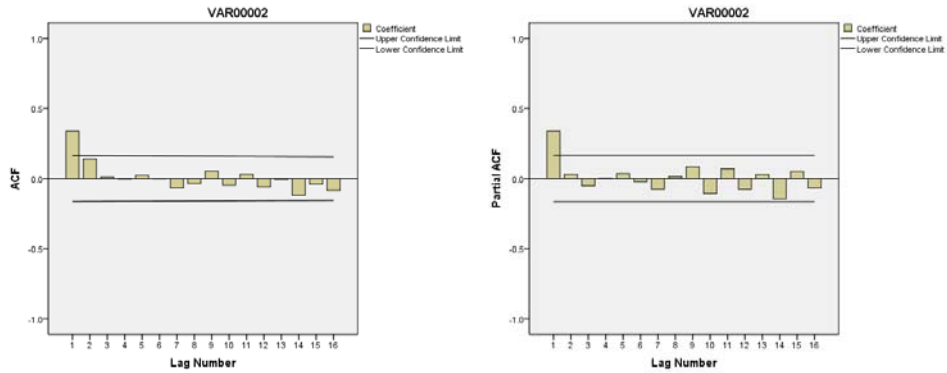 VAR00002
Coefficient
Upper Confidence Limit
Lower Confidence Limit
1.0
0.5
0.0
-0.5
-1.0
ACF
1 2 3 4 5 6 7 8 9 10 11 12 13 14 15 16
Lag Number
VAR00002
Coefficient
Upper Confidence Limit
Lower Confidence Limit
1.0
0.5
0.0
-0.5
-1.0
Partial ACF
1 2 3 4 5 6 7 8 9 10 11 12 13 14 15 16
Lag Number